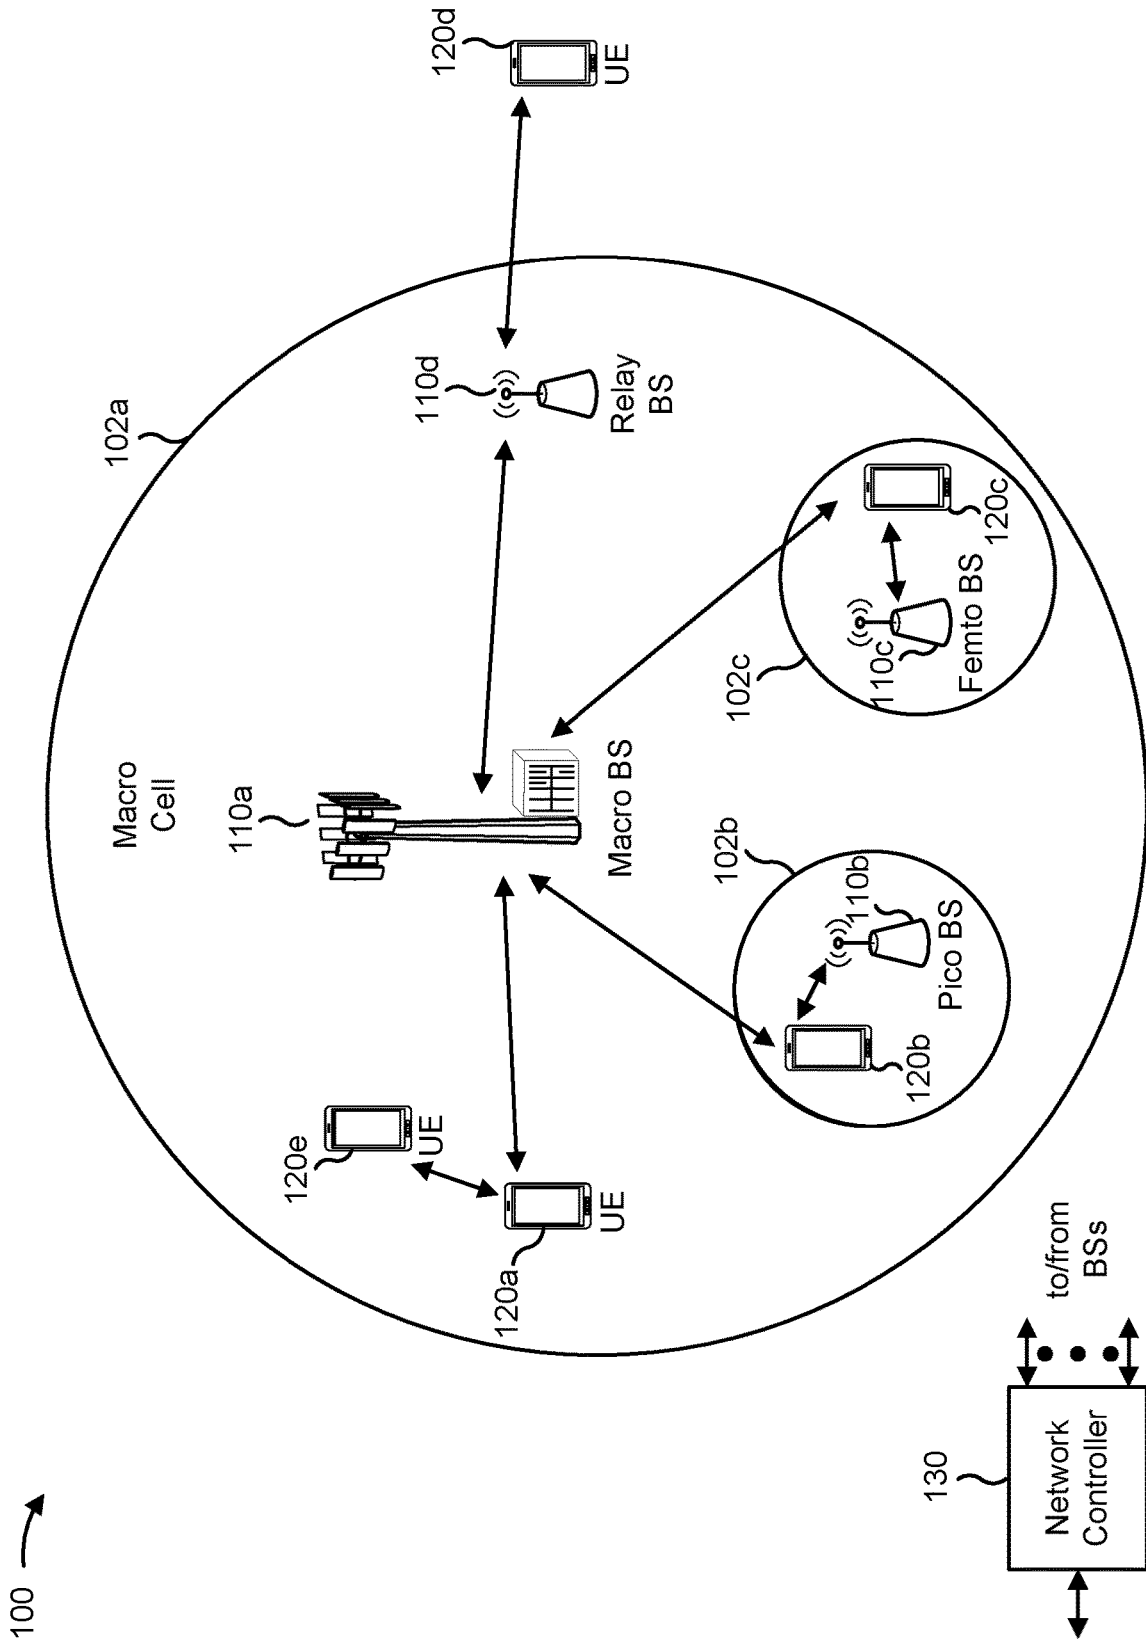 100
102a
Macro
Cell
110a
120d
UE
110d
Relay
BS
120e
UE
120a
UE
Macro BS
102b
110b
Pico BS
120b
102c
110c
Femto BS
120c
130
Network
Controller
to/from
BSs